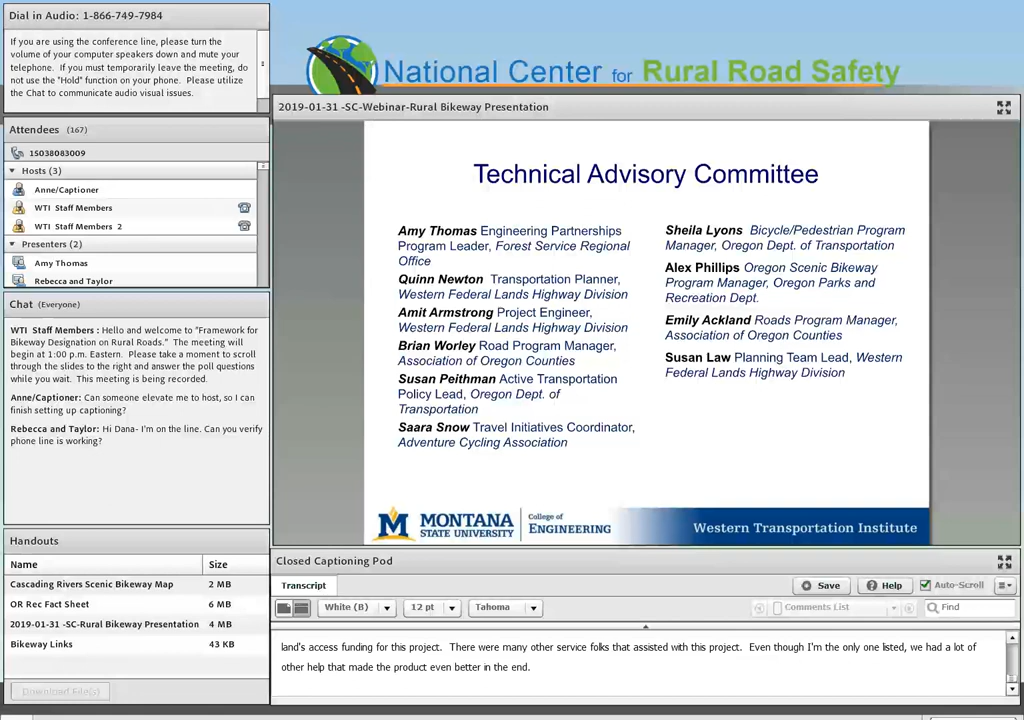 Dial in Audio: 1-866-749-7984
If you are using the conference line, please turn the
volume of your computer speakers down and mute your
telephone. If you must temporarily leave the meeting, do
not use the "Hold" function on your phone. Please utilize
the Chat to communicate audio visual issues.
Attendees (167)
15038083009
Hosts (3)
Anne/Captioner
WTI Staff Members
WTI Staff Members 2
Presenters (2)
Amy Thomas
Rebecca and Taylor
Chat (Everyone)
WTI Staff Members : Hello and welcome to "Framework for
Bikeway Designation on Rural Roads." The meeting will
begin at 1:00 p.m. Eastern. Please take a moment to scroll
through the slides to the right and answer the poll questions
while you wait. This meeting is being recorded.
Anne/Captioner: Can someone elevate me to host, so I can
finish setting up captioning?
Rebecca and Taylor: Hi Dana- I'm on the line. Can you verify
phone line is working?
Handouts
Name Size
Cascading Rivers Scenic Bikeway Map 2 MB
OR Rec Fact Sheet 6 MB
2019-01-31 -SC-Rural Bikeway Presentation 4 MB
Bikeway Links 43 KB
Download File(s)
National Center for Rural Road Safety
2019-01-31 -SC-Webinar-Rural Bikeway Presentation
Technical Advisory Committee
Amy Thomas Engineering Partnerships
Program Leader, Forest Service Regional
Office
Quinn Newton Transportation Planner,
Western Federal Lands Highway Division
Amit Armstrong Project Engineer,
Western Federal Lands Highway Division
Brian Worley Road Program Manager,
Association of Oregon Counties
Susan Peithman Active Transportation
Policy Lead, Oregon Dept. of
Transportation
Saara Snow Travel Initiatives Coordinator,
Adventure Cycling Association
Sheila Lyons Bicycle/Pedestrian Program
Manager, Oregon Dept. of Transportation
Alex Phillips Oregon Scenic Bikeway
Program Manager, Oregon Parks and
Recreation Dept.
Emily Ackland Roads Program Manager,
Association of Oregon Counties
Susan Law Planning Team Lead, Western
Federal Lands Highway Division
M MONTANA
STATE UNIVERSITY
College of
ENGINEERING
Western Transportation Institute
Closed Captioning Pod
Transcript Save Help Auto-Scroll
White (B) 12 pt Tahoma Comments List Find
land's access funding for this project. There were many other service folks that assisted with this project. Even though I'm the only one listed, we had a lot of
other help that made the product even better in the end.